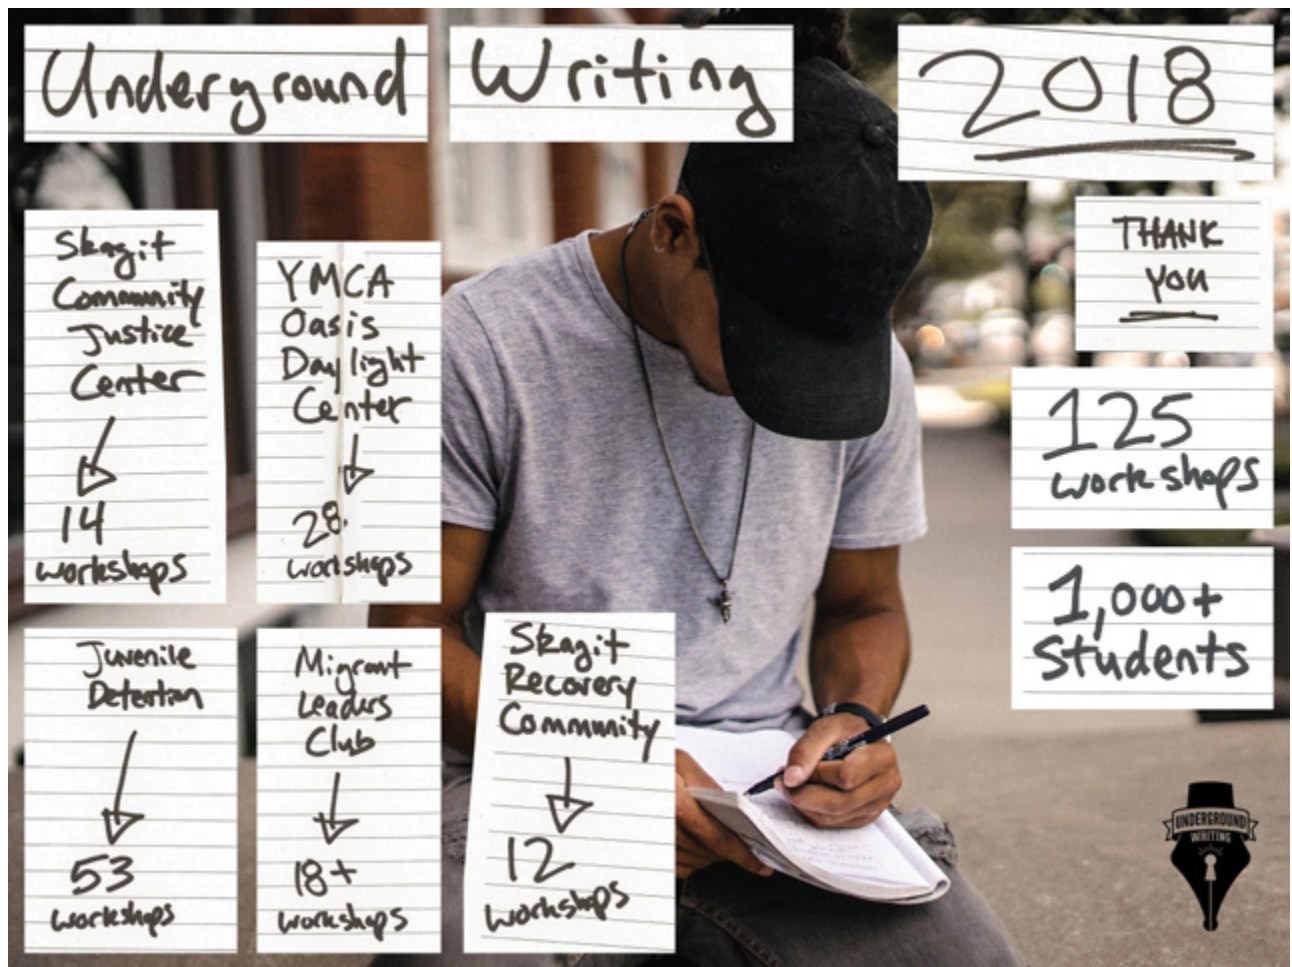 Underground Writing 2018
THANK
YOU
Skagit
Community
Justice
Center
14
workshops
YMCA
Oasis
Daylight
Center
28
workshops
125
workshops
1,000+
Students
Juvenile
Detention
53
workshops
Migrant
Leaders
Club
18+
workshops
Skagit
Recovery
Community
12
workshops
UNDERGROUND
WRITING